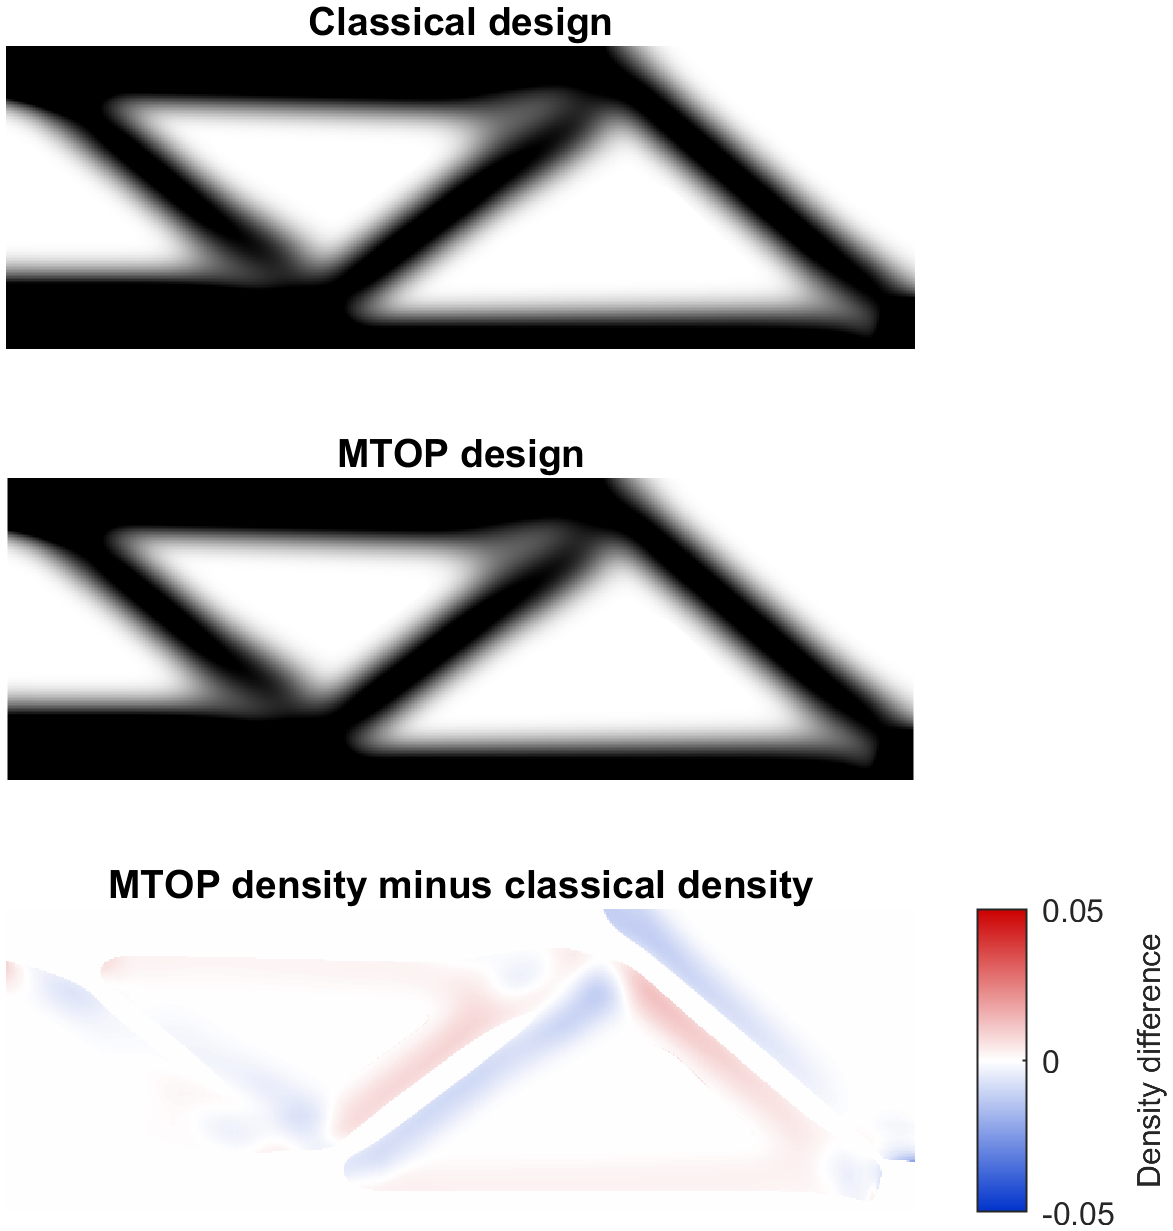 Classical design
MTOP design
MTOP density minus classical density
0.05
0
-0.05
Density difference